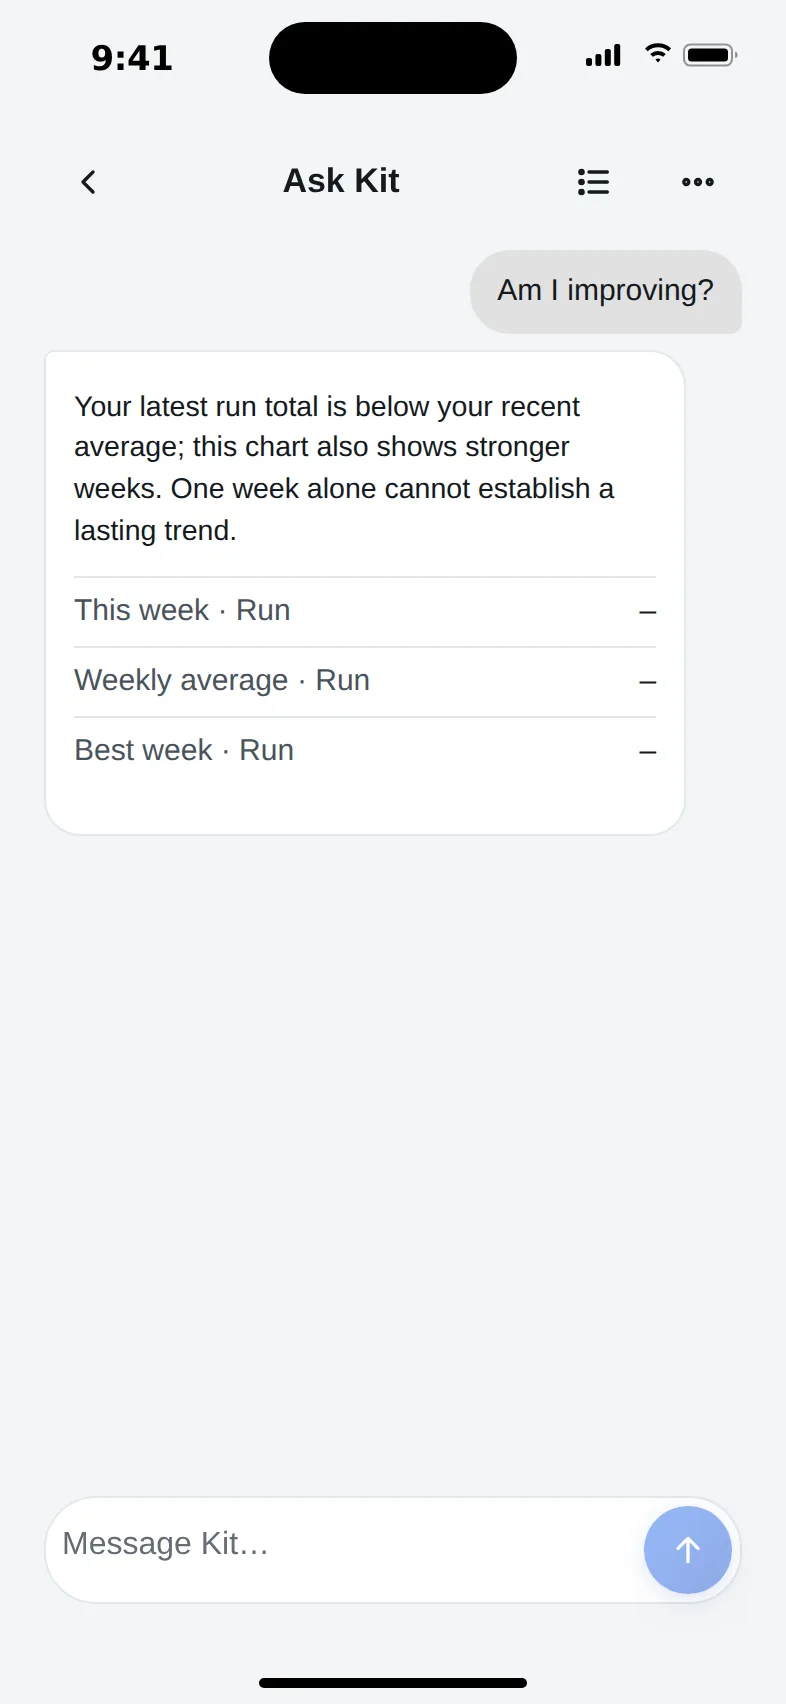 9:41
Ask Kit
Am I improving?
Your latest run total is below your recent
average; this chart also shows stronger
weeks. One week alone cannot establish a
lasting trend.
This week · Run –
Weekly average · Run –
Best week · Run –
Message Kit…